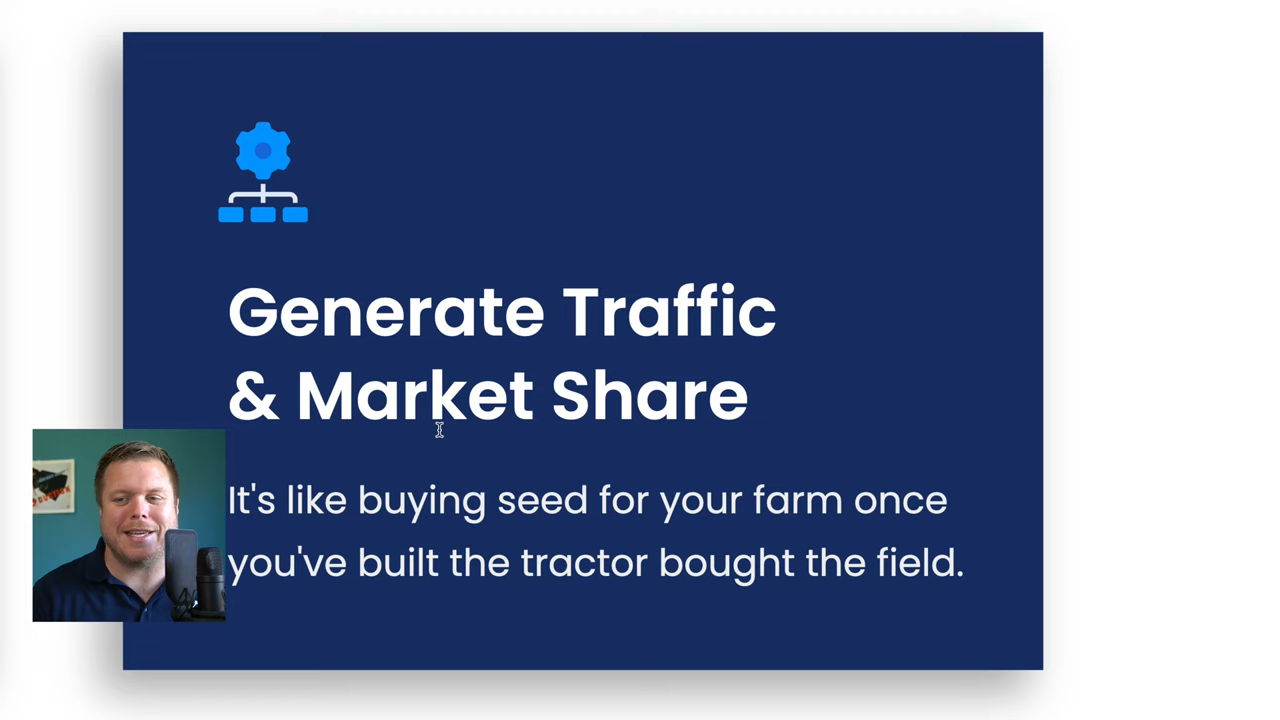 Generate Traffic
& Market Share
It's like buying seed for your farm once
you've built the tractor bought the field.